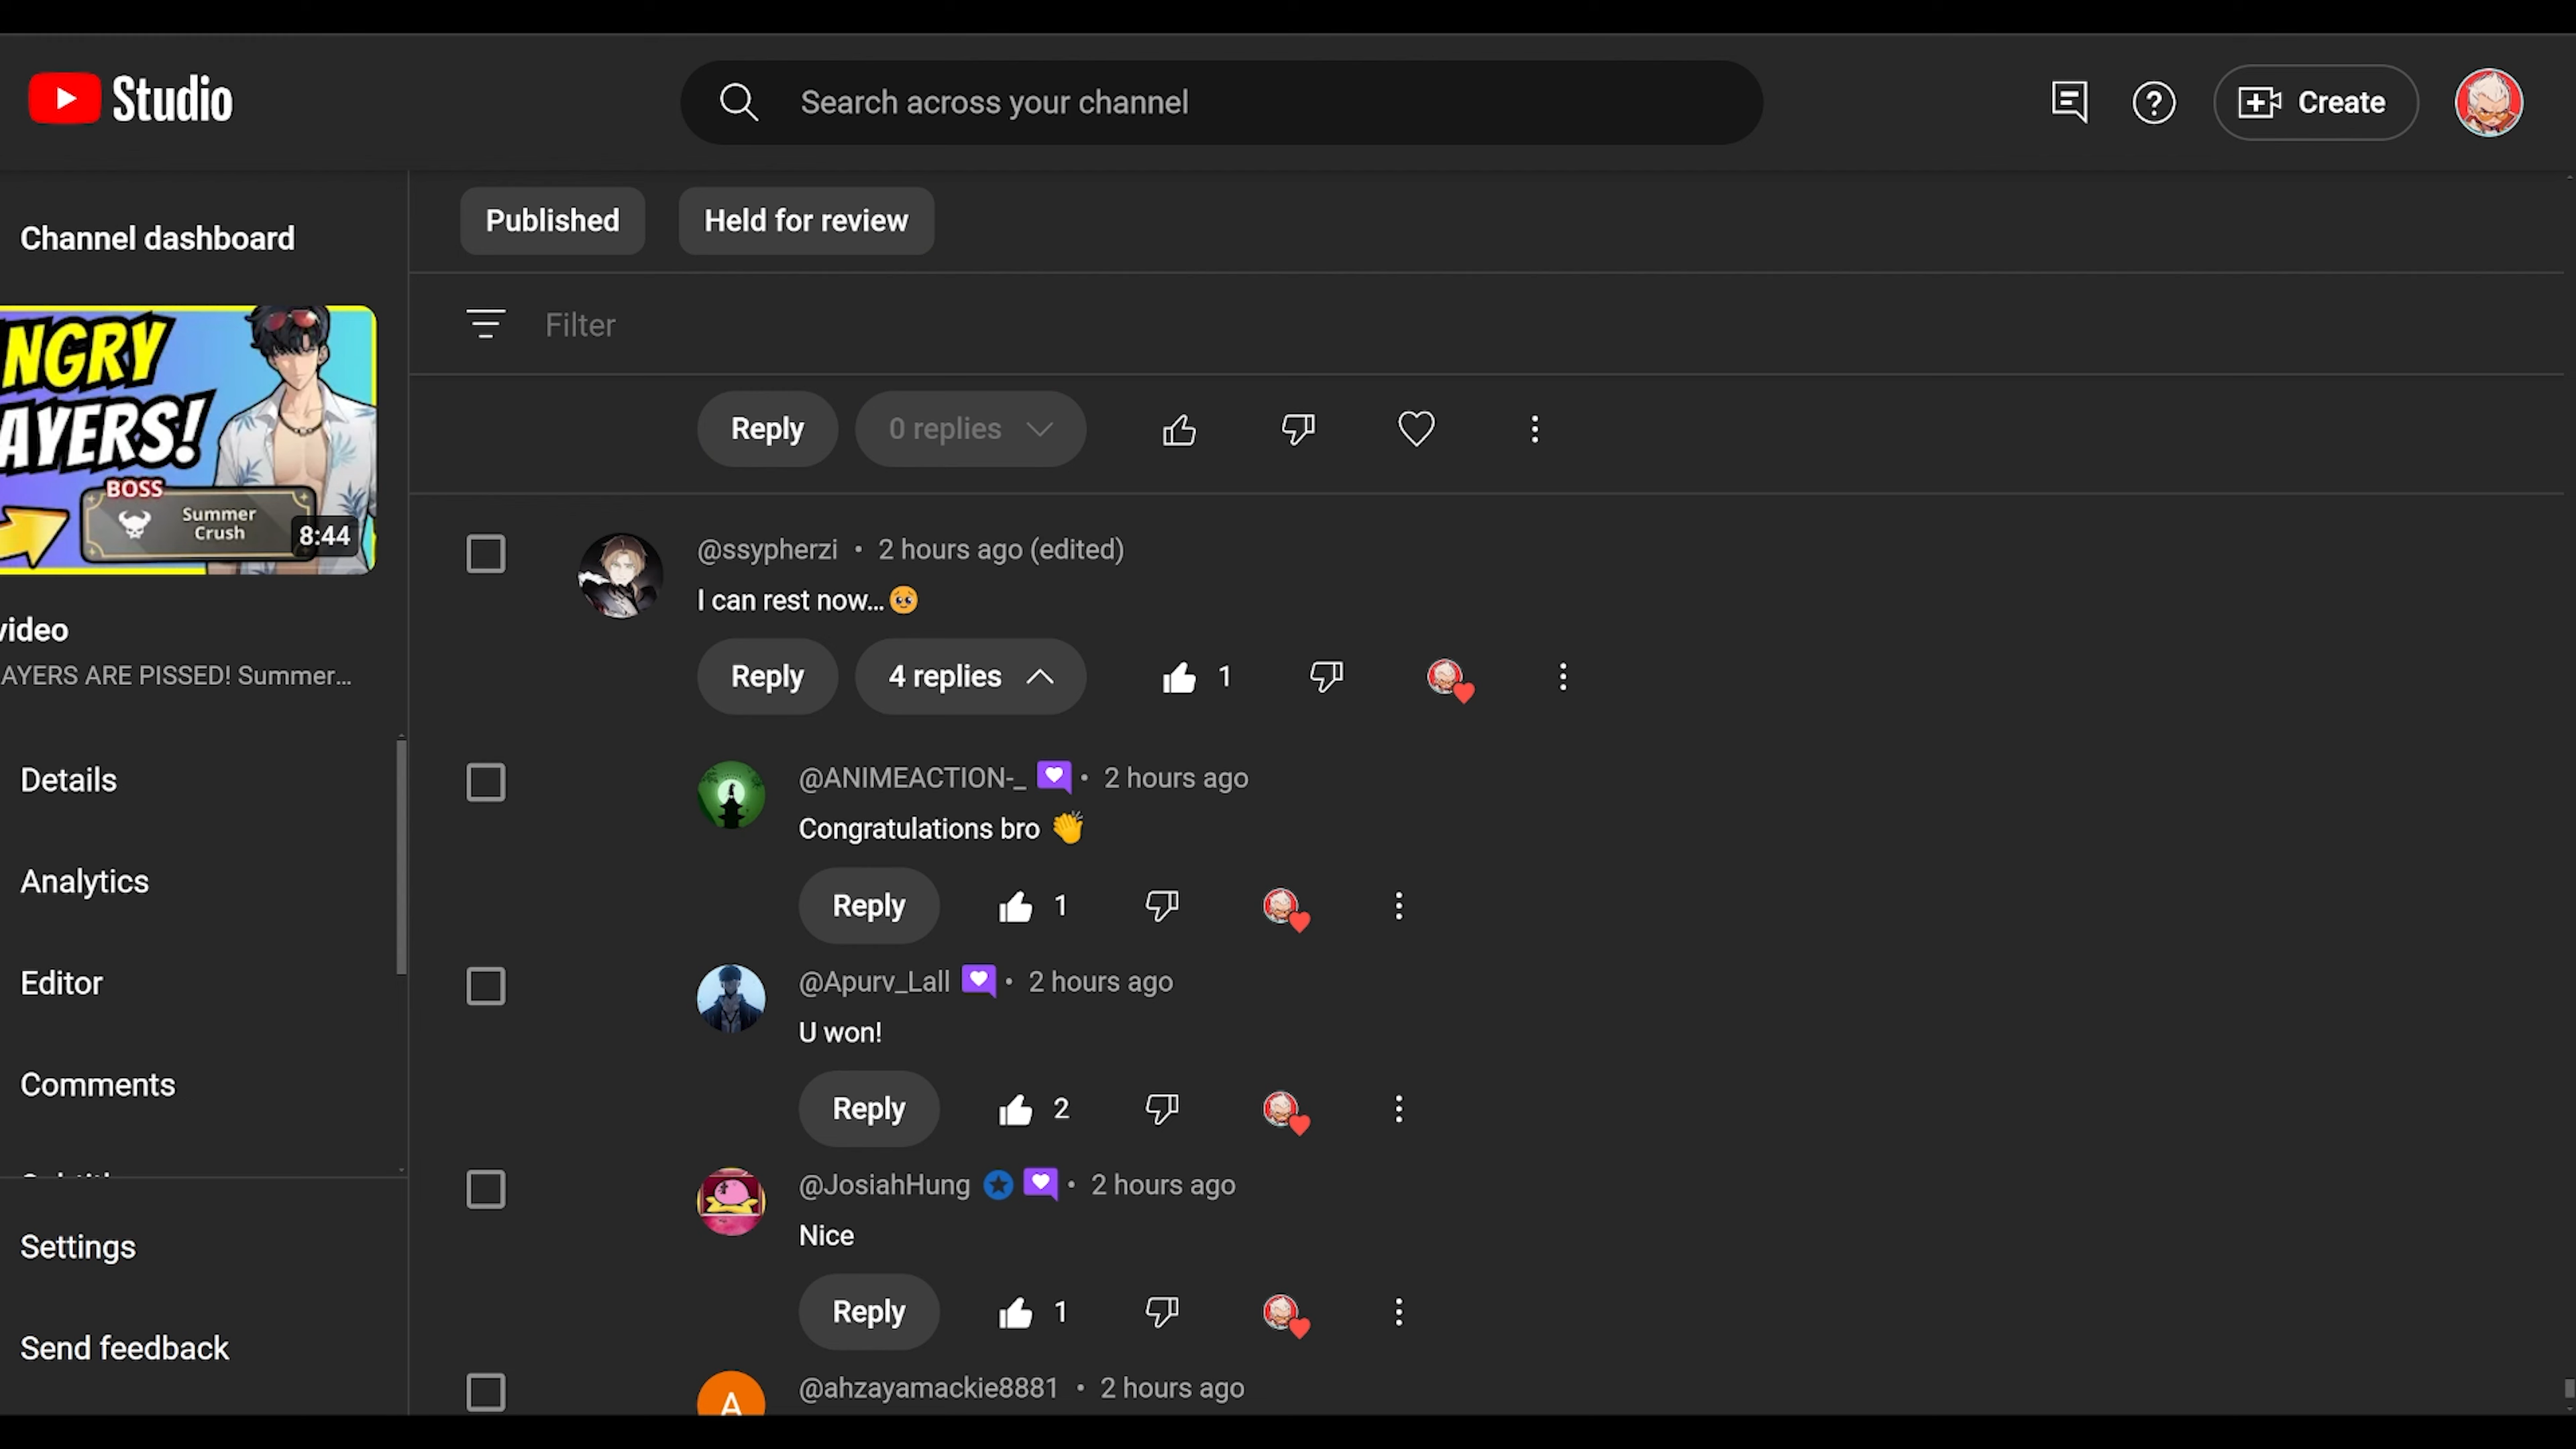 Studio
Search across your channel
Create
Channel dashboard
NGRY
AYERS!
BOSS
Summer
Crush
8:44
video
AYERS ARE PISSED! Summer...
Details
Analytics
Editor
Comments
Settings
Send feedback
Published
Held for review
Filter
Reply
0 replies
@ssypherzi • 2 hours ago (edited)
I can rest now...🥺
Reply
4 replies
1
@ANIMEACTION-_ • 2 hours ago
Congratulations bro 👏
Reply
1
@Apurv_Lall • 2 hours ago
U won!
Reply
2
@JosiahHung • 2 hours ago
Nice
Reply
1
A
@ahzayamackie8881 • 2 hours ago